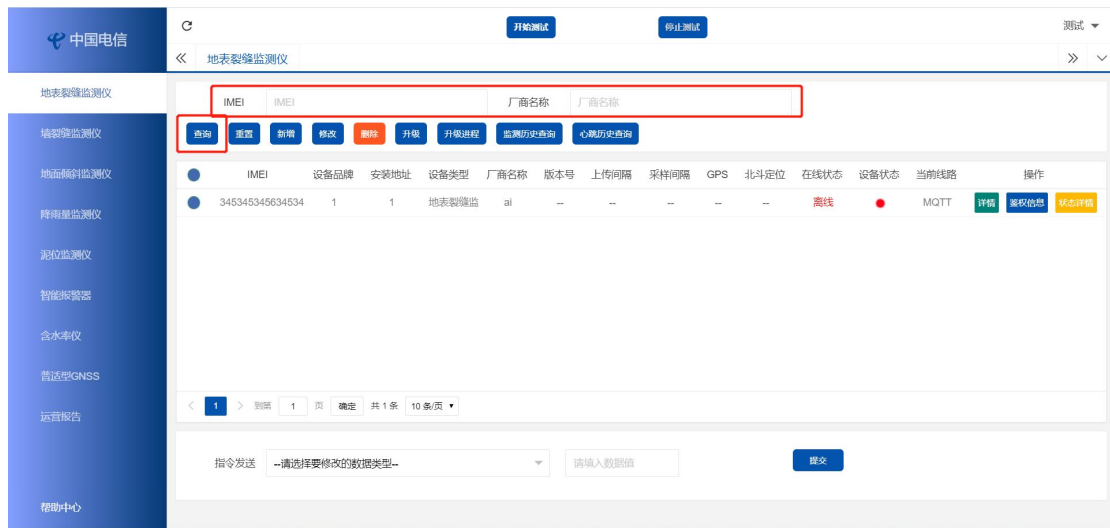 中国电信
开始测试
停止测试
测试
地表裂缝监测仪
地表裂缝监测仪
墙裂缝监测仪
地面倾斜监测仪
降雨量监测仪
泥位监测仪
智能报警器
含水率仪
普适型GNSS
运营报告
帮助中心
IMEI IMEI 厂商名称 厂商名称
查询 重置 新增 修改 删除 升级 升级进程 监测历史查询 心跳历史查询
IMEI 设备品牌 安装地址 设备类型 厂商名称 版本号 上传间隔 采样间隔 GPS 北斗定位 在线状态 设备状态 当前线路 操作
345345345634534 1 1 地表裂缝监 ai -- -- -- -- -- 离线 MQTT 详情 鉴权信息 状态详情
1 到第 1 页 确定 共 1 条 10 条/页
指令发送 --请选择要修改的数据类型-- 请填入数据值 提交